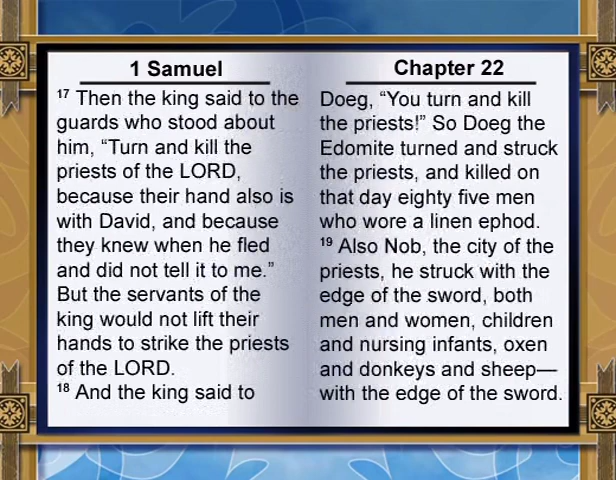 1 Samuel
17 Then the king said to the
guards who stood about
him, “Turn and kill the
priests of the LORD,
because their hand also is
with David, and because
they knew when he fled
and did not tell it to me.”
But the servants of the
king would not lift their
hands to strike the priests
of the LORD.
18 And the king said to
Chapter 22
Doeg, “You turn and kill
the priests!” So Doeg the
Edomite turned and struck
the priests, and killed on
that day eighty five men
who wore a linen ephod.
19 Also Nob, the city of the
priests, he struck with the
edge of the sword, both
men and women, children
and nursing infants, oxen
and donkeys and sheep—
with the edge of the sword.